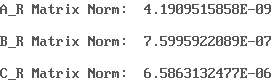 A_R Matrix Norm:  4.1909515858E-09
B_R Matrix Norm:  7.5995922089E-07
C_R Matrix Norm:  6.5863132477E-06